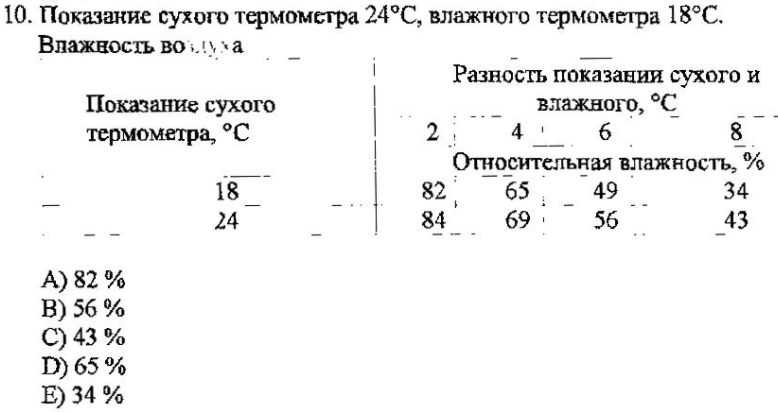 10. Показание сухого термометра 24°С, влажного термометра 18°С.
Влажность воздуха
Разность показании сухого и
влажного, °С
Показание сухого
термометра, °С
2 4 6 8
Относительная влажность, %
18 82 65 49 34
24 84 69 56 43
A) 82 %
B) 56 %
C) 43 %
D) 65 %
E) 34 %